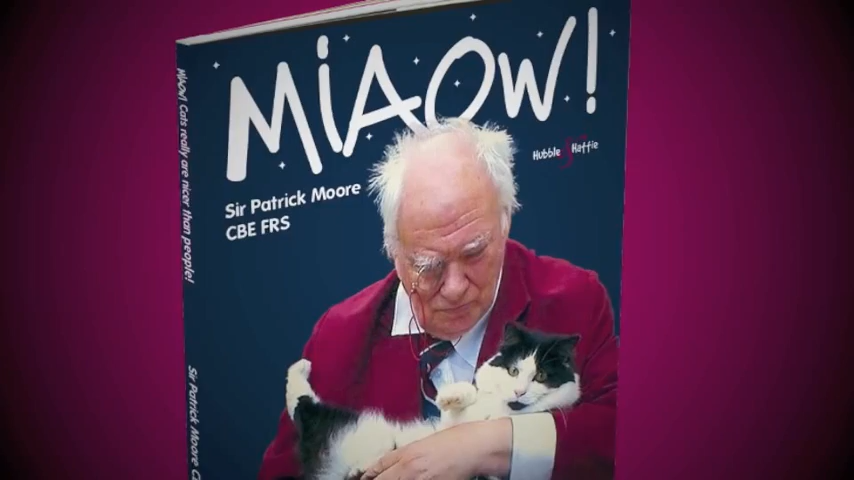 MiAOW!
Sir Patrick Moore
CBE FRS
Hubble & Hattie
MiAOW! Cats really are nicer than people!
Sir Patrick Moore C